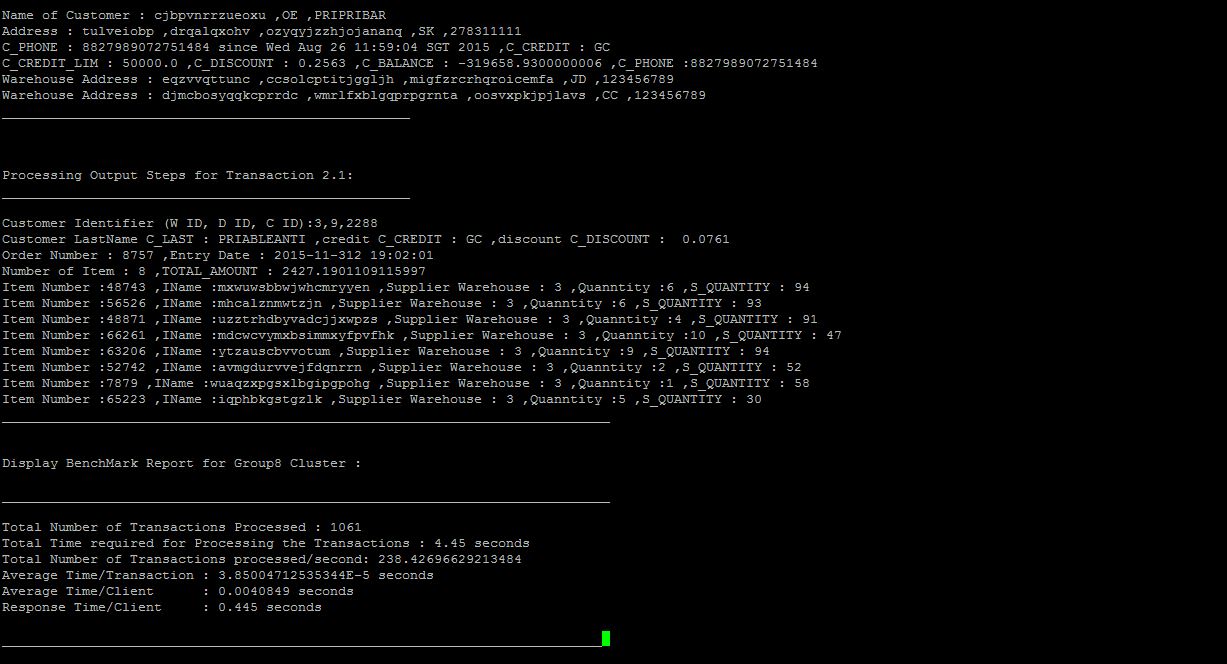 Name of Customer : cjbpvnrrzueoxu ,OE ,PRIPRIBAR
Address : tulveiobp ,drqalqxohv ,ozyqyjzzhjojananq ,SK ,278311111
C_PHONE : 8827989072751484 since Wed Aug 26 11:59:04 SGT 2015 ,C_CREDIT : GC
C_CREDIT_LIM : 50000.0 ,C_DISCOUNT : 0.2563 ,C_BALANCE : -319658.9300000006 ,C_PHONE :8827989072751484
Warehouse Address : eqzvvqttunc ,ccsolcptitjggljh ,migfzrcrhqroicemfa ,JD ,123456789
Warehouse Address : djmcbosyqqkcprrdc ,wmrlfxblgqprpgrnta ,oosvxpkjpjlavs ,CC ,123456789
Processing Output Steps for Transaction 2.1:
Customer Identifier (W ID, D ID, C ID):3,9,2288
Customer LastName C_LAST : PRIABLEANTI ,credit C_CREDIT : GC ,discount C_DISCOUNT :  0.0761
Order Number : 8757 ,Entry Date : 2015-11-312 19:02:01
Number of Item : 8 ,TOTAL_AMOUNT : 2427.1901109115997
Item Number :48743 ,IName :mxwuwsbbwjwhcmryyen ,Supplier Warehouse : 3 ,Quanntity :6 ,S_QUANTITY : 94
Item Number :56526 ,IName :mhcalznmwtzjn ,Supplier Warehouse : 3 ,Quanntity :6 ,S_QUANTITY : 93
Item Number :48871 ,IName :uzztrhdbyvadcjjxwpzs ,Supplier Warehouse : 3 ,Quanntity :4 ,S_QUANTITY : 91
Item Number :66261 ,IName :mdcwcvymxbsimmxyfpvfhk ,Supplier Warehouse : 3 ,Quanntity :10 ,S_QUANTITY : 47
Item Number :63206 ,IName :ytzauscbvvotum ,Supplier Warehouse : 3 ,Quanntity :9 ,S_QUANTITY : 94
Item Number :52742 ,IName :avmgdurvvejfdqnrrn ,Supplier Warehouse : 3 ,Quanntity :2 ,S_QUANTITY : 52
Item Number :7879 ,IName :wuaqzxpgsxlbgipgpohg ,Supplier Warehouse : 3 ,Quanntity :1 ,S_QUANTITY : 58
Item Number :65223 ,IName :iqphbkgstgzlk ,Supplier Warehouse : 3 ,Quanntity :5 ,S_QUANTITY : 30
Display BenchMark Report for Group8 Cluster :
Total Number of Transactions Processed : 1061
Total Time required for Processing the Transactions : 4.45 seconds
Total Number of Transactions processed/second: 238.42696629213484
Average Time/Transaction : 3.85004712535344E-5 seconds
Average Time/Client      : 0.0040849 seconds
Response Time/Client     : 0.445 seconds